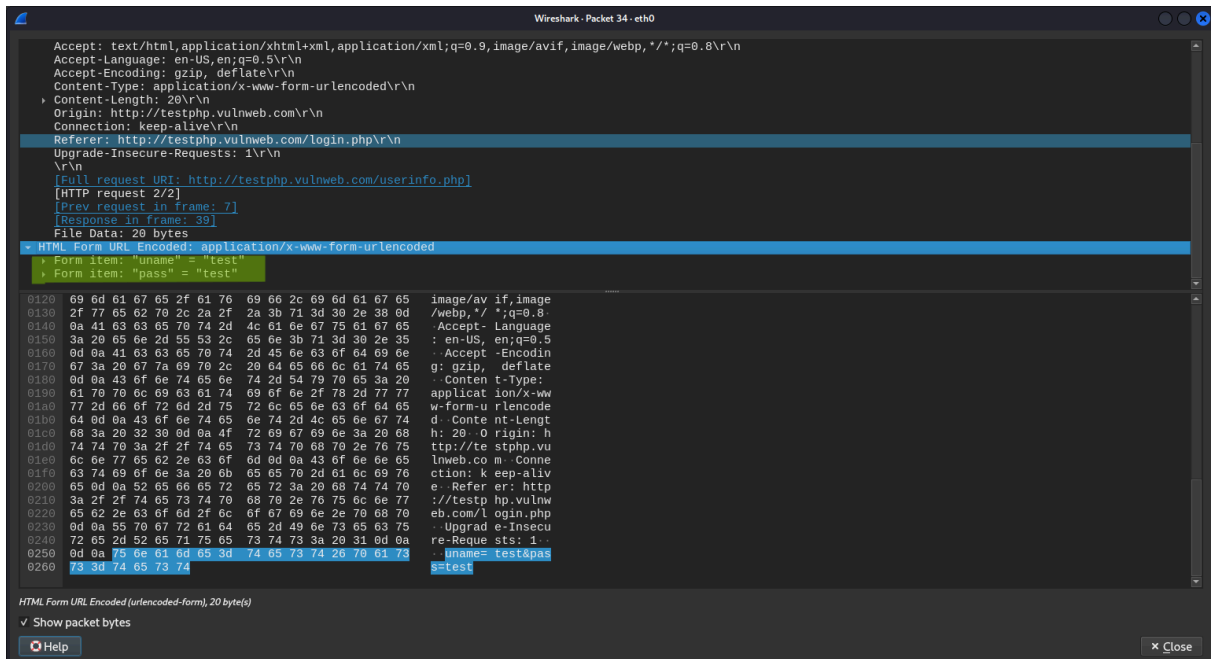 Wireshark · Packet 34 · eth0
Accept: text/html,application/xhtml+xml,application/xml;q=0.9,image/avif,image/webp,*/*;q=0.8\r\n
Accept-Language: en-US,en;q=0.5\r\n
Accept-Encoding: gzip, deflate\r\n
Content-Type: application/x-www-form-urlencoded\r\n
Content-Length: 20\r\n
Origin: http://testphp.vulnweb.com\r\n
Connection: keep-alive\r\n
Referer: http://testphp.vulnweb.com/login.php\r\n
Upgrade-Insecure-Requests: 1\r\n
\r\n
[Full request URI: http://testphp.vulnweb.com/userinfo.php]
[HTTP request 2/2]
[Prev request in frame: 7]
[Response in frame: 39]
File Data: 20 bytes
HTML Form URL Encoded: application/x-www-form-urlencoded
Form item: "uname" = "test"
Form item: "pass" = "test"
0120 69 6d 61 67 65 2f 61 76 69 66 2c 69 6d 61 67 65 image/av if,image
0130 2f 77 65 62 70 2c 2a 2f 2a 3b 71 3d 30 2e 38 0d /webp,*/ *;q=0.8·
0140 0a 41 63 63 65 70 74 2d 4c 61 6e 67 75 61 67 65 ·Accept- Language
0150 3a 20 65 6e 2d 55 53 2c 65 6e 3b 71 3d 30 2e 35 : en-US, en;q=0.5
0160 0d 0a 41 63 63 65 70 74 2d 45 6e 63 6f 64 69 6e ··Accept -Encodin
0170 67 3a 20 67 7a 69 70 2c 20 64 65 66 6c 61 74 65 g: gzip, deflate
0180 0d 0a 43 6f 6e 74 65 6e 74 2d 54 79 70 65 3a 20 ··Conten t-Type:
0190 61 70 70 6c 69 63 61 74 69 6f 6e 2f 78 2d 77 77 applicat ion/x-ww
01a0 77 2d 66 6f 72 6d 2d 75 72 6c 65 6e 63 6f 64 65 w-form-u rlencode
01b0 64 0d 0a 43 6f 6e 74 65 6e 74 2d 4c 65 6e 67 74 d··Conte nt-Lengt
01c0 68 3a 20 32 30 0d 0a 4f 72 69 67 69 6e 3a 20 68 h: 20··O rigin: h
01d0 74 74 70 3a 2f 2f 74 65 73 74 70 68 70 2e 76 75 ttp://te stphp.vu
01e0 6c 6e 77 65 62 2e 63 6f 6d 0d 0a 43 6f 6e 6e 65 lnweb.co m··Conne
01f0 63 74 69 6f 6e 3a 20 6b 65 65 70 2d 61 6c 69 76 ction: k eep-aliv
0200 65 0d 0a 52 65 66 65 72 65 72 3a 20 68 74 74 70 e··Refer er: http
0210 3a 2f 2f 74 65 73 74 70 68 70 2e 76 75 6c 6e 77 ://testp hp.vulnw
0220 65 62 2e 63 6f 6d 2f 6c 6f 67 69 6e 2e 70 68 70 eb.com/l ogin.php
0230 0d 0a 55 70 67 72 61 64 65 2d 49 6e 73 65 63 75 ··Upgrad e-Insecu
0240 72 65 2d 52 65 71 75 65 73 74 73 3a 20 31 0d 0a re-Reque sts: 1··
0250 0d 0a 75 6e 61 6d 65 3d 74 65 73 74 26 70 61 73 ··uname= test&pas
0260 73 3d 74 65 73 74 s=test
HTML Form URL Encoded (urlencoded-form), 20 byte(s)
Show packet bytes
Help
Close